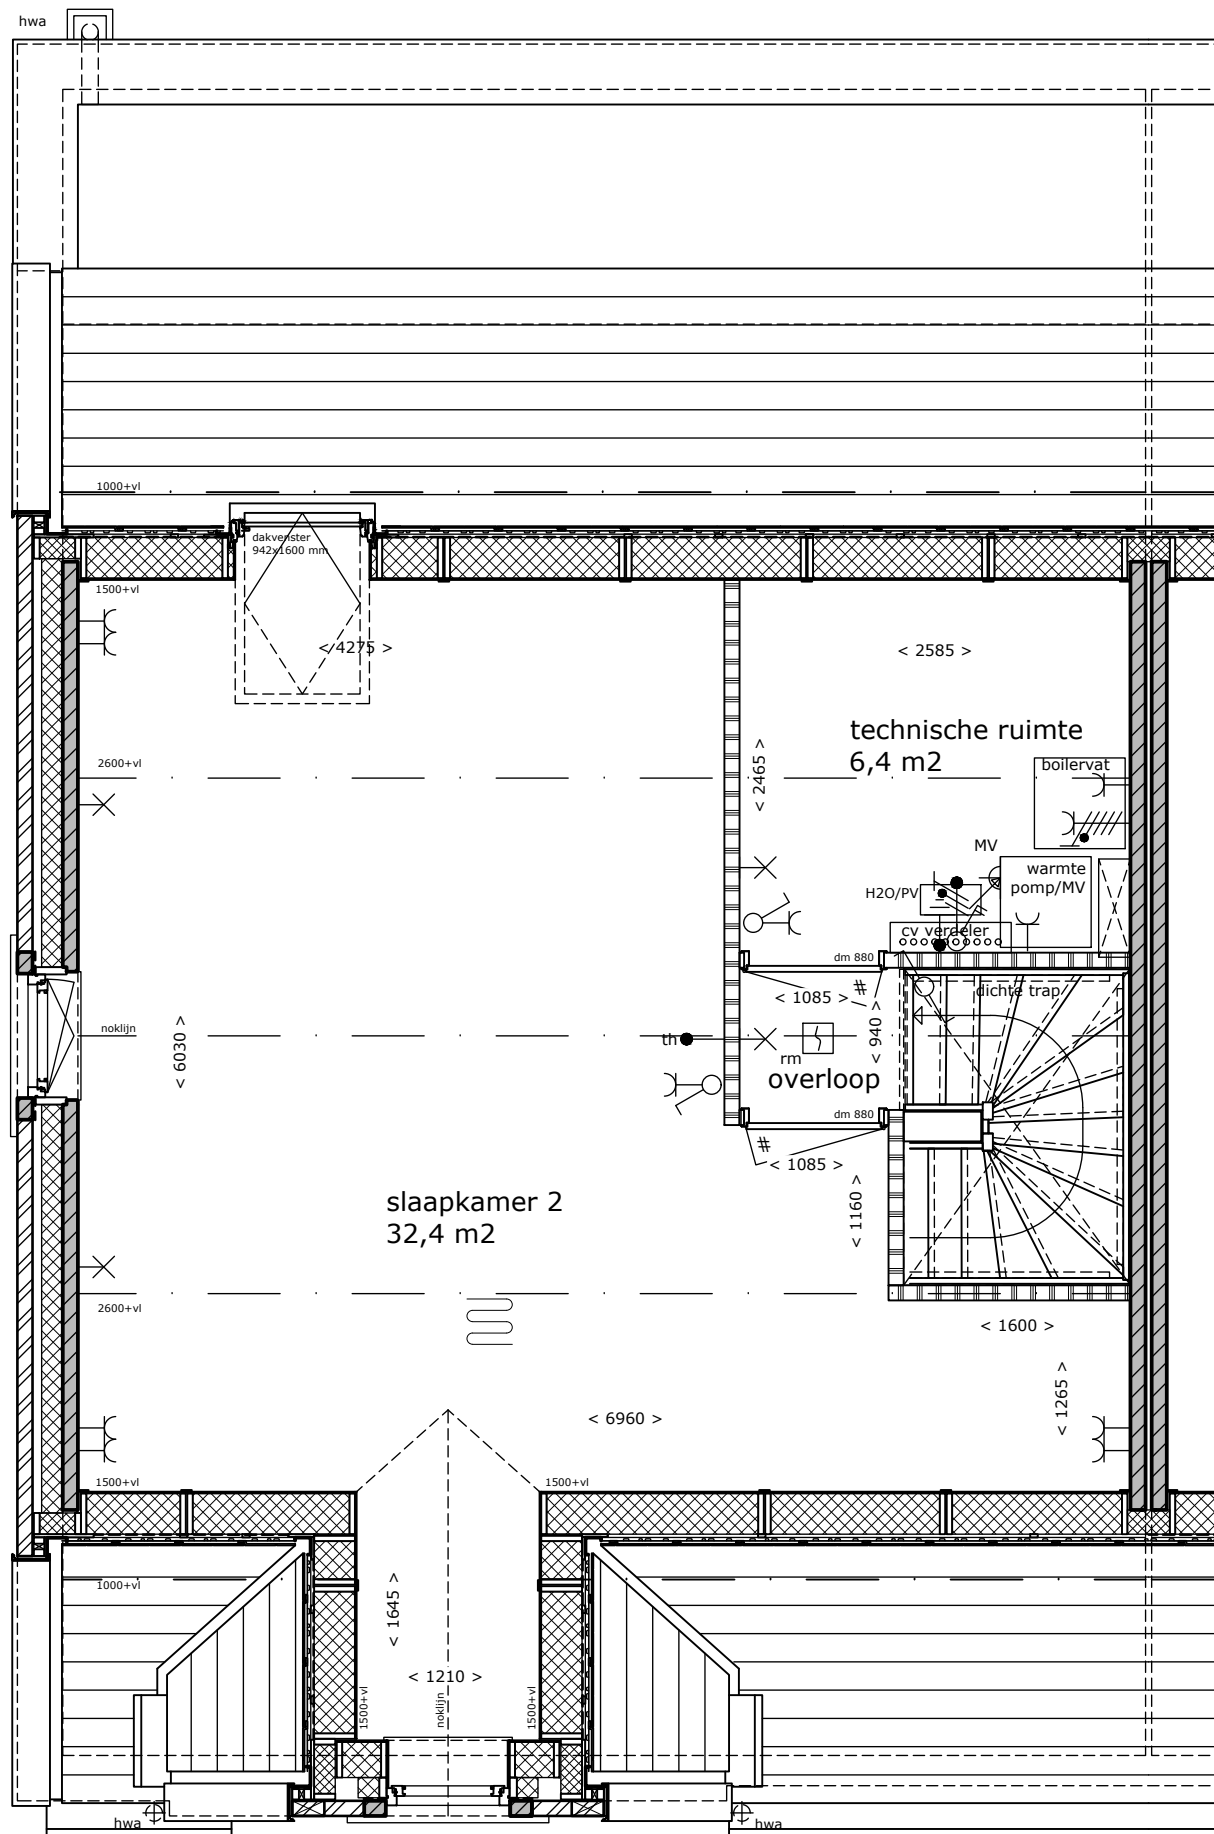 hwa
1000+vl
dakvenster
942x1600 mm
1500+vl
< 4275 >
< 2585 >
technische ruimte
6,4 m2
< 2465 >
2600+vl
boilervat
MV
warmte
pomp/MV
H2O/PV
cv verdeler
dm 880
< 1085 >
#
dichte trap
noklijn
< 6030 >
th
rm
< 940 >
overloop
dm 880
#
< 1085 >
< 1160 >
slaapkamer 2
32,4 m2
2600+vl
< 1600 >
< 1265 >
< 6960 >
1500+vl
1500+vl
1000+vl
< 1645 >
< 1210 >
1500+vl
noklijn
1500+vl
hwa
hwa